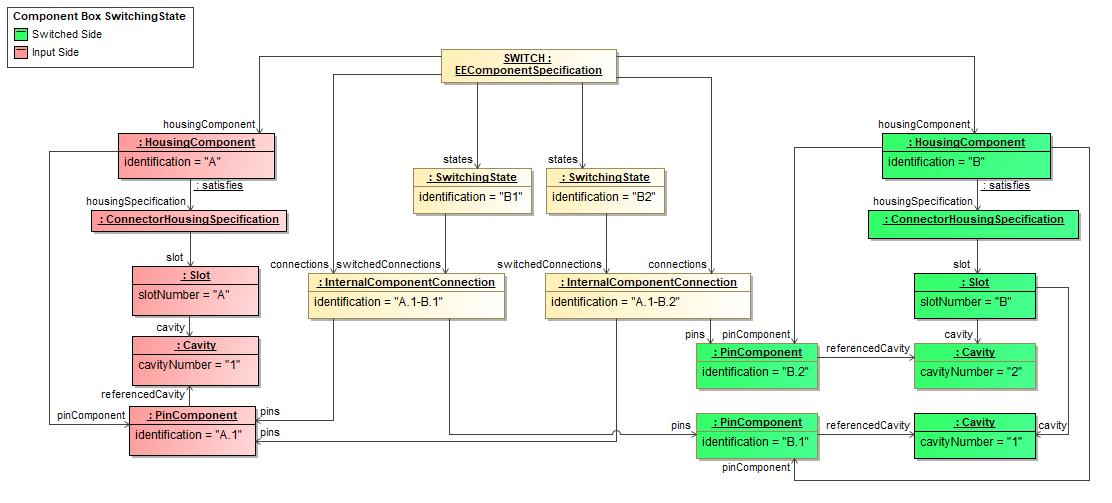 Component Box SwitchingState
Switched Side
Input Side
SWITCH :
EEComponentSpecification
housingComponent
housingComponent
: HousingComponent
identification = "A"
: HousingComponent
identification = "B"
states
states
: SwitchingState
identification = "B1"
: SwitchingState
identification = "B2"
: satisfies
: satisfies
housingSpecification
housingSpecification
: ConnectorHousingSpecification
: ConnectorHousingSpecification
slot
connections
switchedConnections
switchedConnections
connections
slot
: Slot
slotNumber = "A"
: InternalComponentConnection
identification = "A.1-B.1"
: InternalComponentConnection
identification = "A.1-B.2"
: Slot
slotNumber = "B"
cavity
pins
pinComponent
cavity
: Cavity
cavityNumber = "1"
: PinComponent
identification = "B.2"
referencedCavity
: Cavity
cavityNumber = "2"
referencedCavity
pinComponent
: PinComponent
identification = "A.1"
pins
pins
pins
: PinComponent
identification = "B.1"
referencedCavity
: Cavity
cavityNumber = "1"
cavity
pinComponent